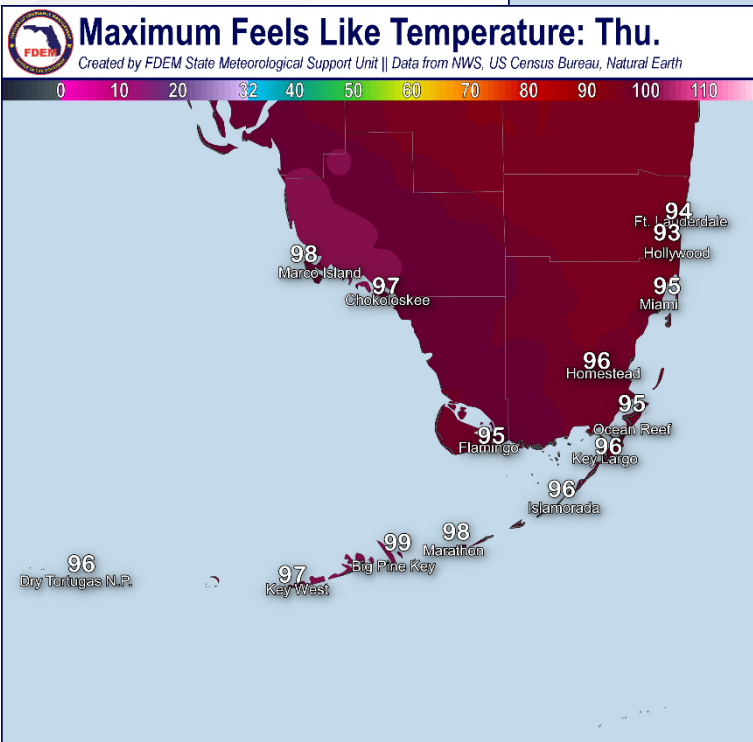 Maximum Feels Like Temperature: Thu.
FDEM
Created by FDEM State Meteorological Support Unit || Data from NWS, US Census Bureau, Natural Earth
0 10 20 32 40 50 60 70 80 90 100 110
94
Ft. Lauderdale
93
Hollywood
98
Marco Island
97
Chokoloskee
95
Miami
96
Homestead
95
Ocean Reef
95
Flamingo
96
Key Largo
96
Islamorada
98
Marathon
99
Big Pine Key
96
Dry Tortugas N.P.
97
Key West